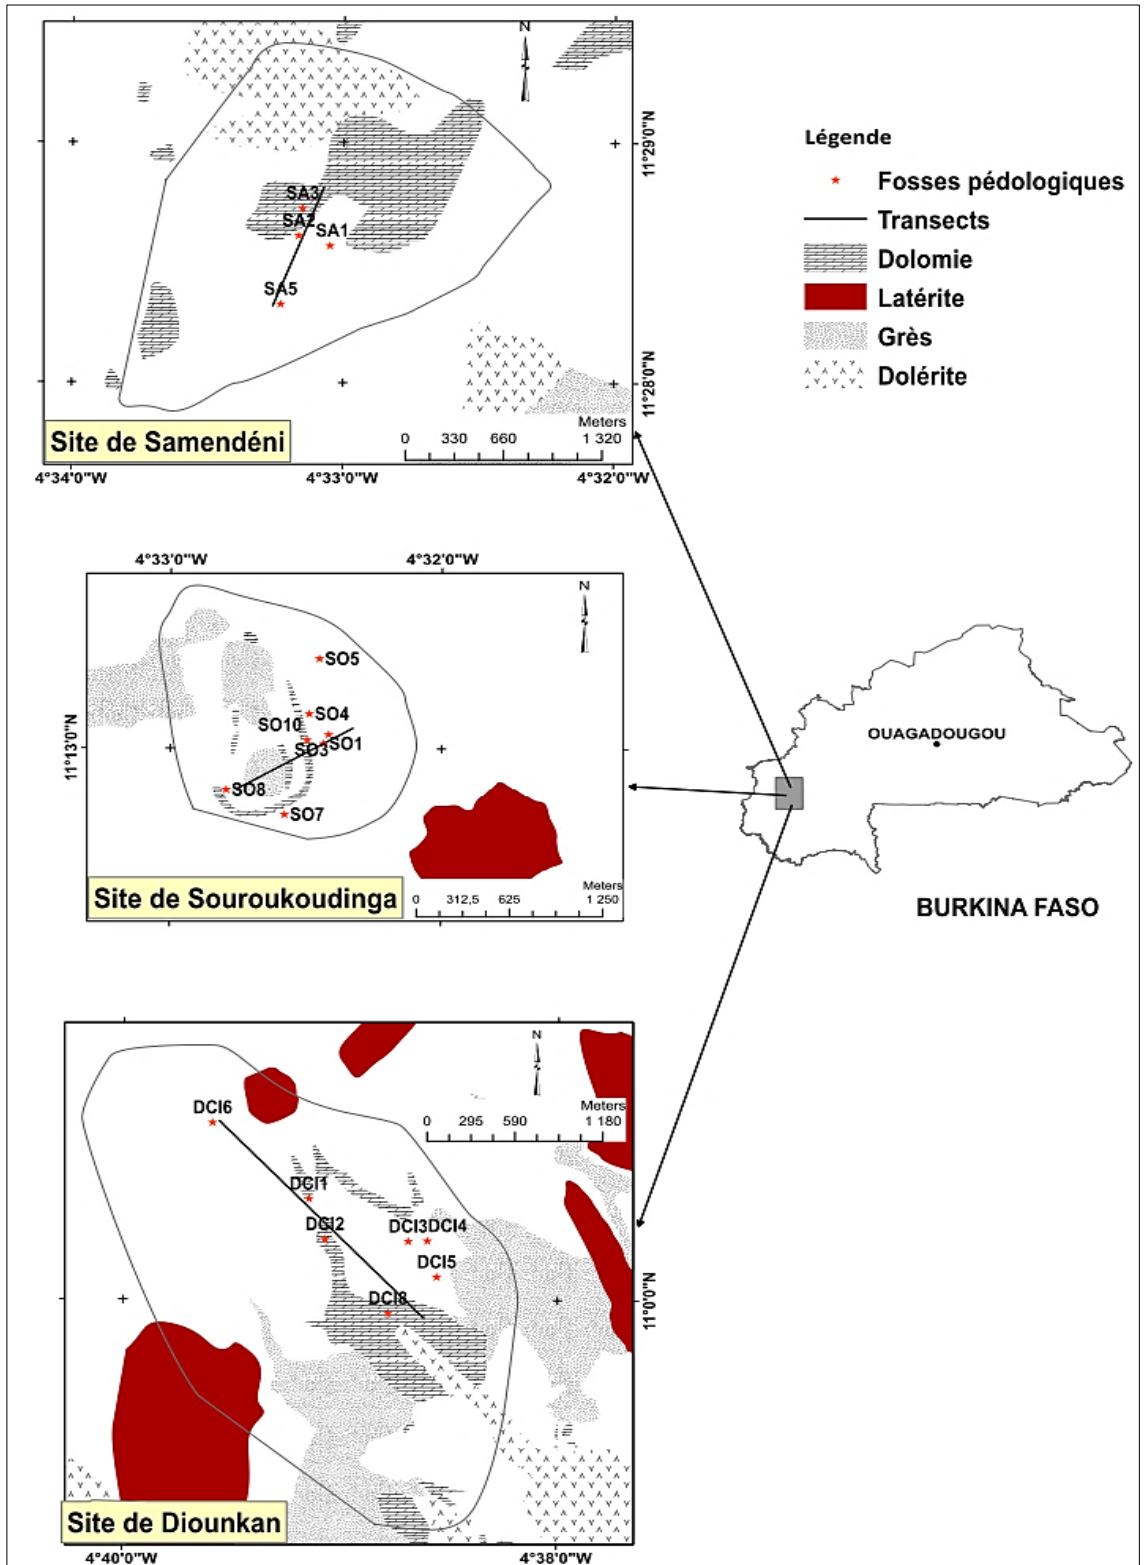 N
11°29'0"N
SA3
SA2
SA1
SA5
11°28'0"N
Site de Samendéni
Meters
0 330 660 1 320
4°34'0"W 4°33'0"W 4°32'0"W
Légende
Fosses pédologiques
Transects
Dolomie
Latérite
Grès
Dolérite
4°33'0"W 4°32'0"W
N
SO5
SO4
SO10
SO1
SO3
11°13'0"N
SO8
SO7
Site de Souroukoudinga
Meters
0 312,5 625 1 250
OUAGADOUGOU
BURKINA FASO
N
Meters
0 295 590 1 180
DCI6
DCI1
DCI2
DCI3 DCI4
DCI5
DCI8
11°0'0"N
Site de Diounkan
4°40'0"W 4°38'0"W